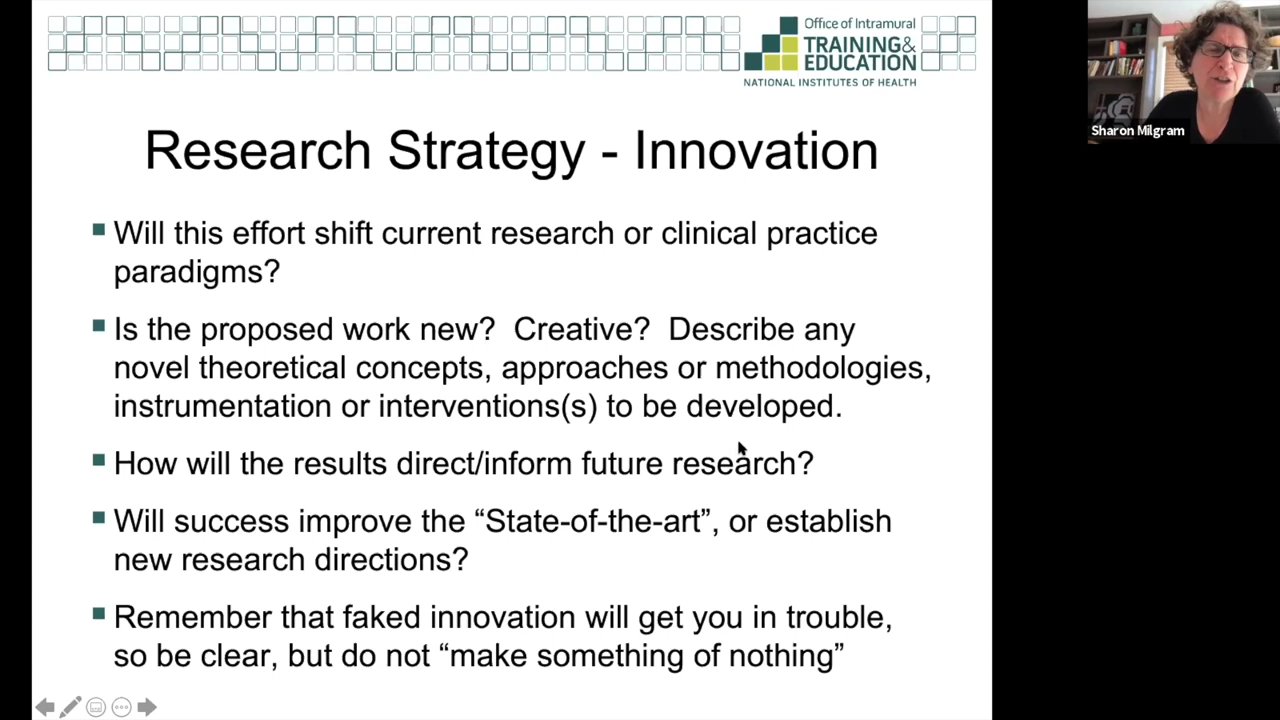 Office of Intramural
TRAINING&
EDUCATION
NATIONAL INSTITUTES OF HEALTH
Sharon Milgram
Research Strategy - Innovation
Will this effort shift current research or clinical practice
paradigms?
Is the proposed work new? Creative? Describe any
novel theoretical concepts, approaches or methodologies,
instrumentation or interventions(s) to be developed.
How will the results direct/inform future research?
Will success improve the “State-of-the-art”, or establish
new research directions?
Remember that faked innovation will get you in trouble,
so be clear, but do not “make something of nothing”